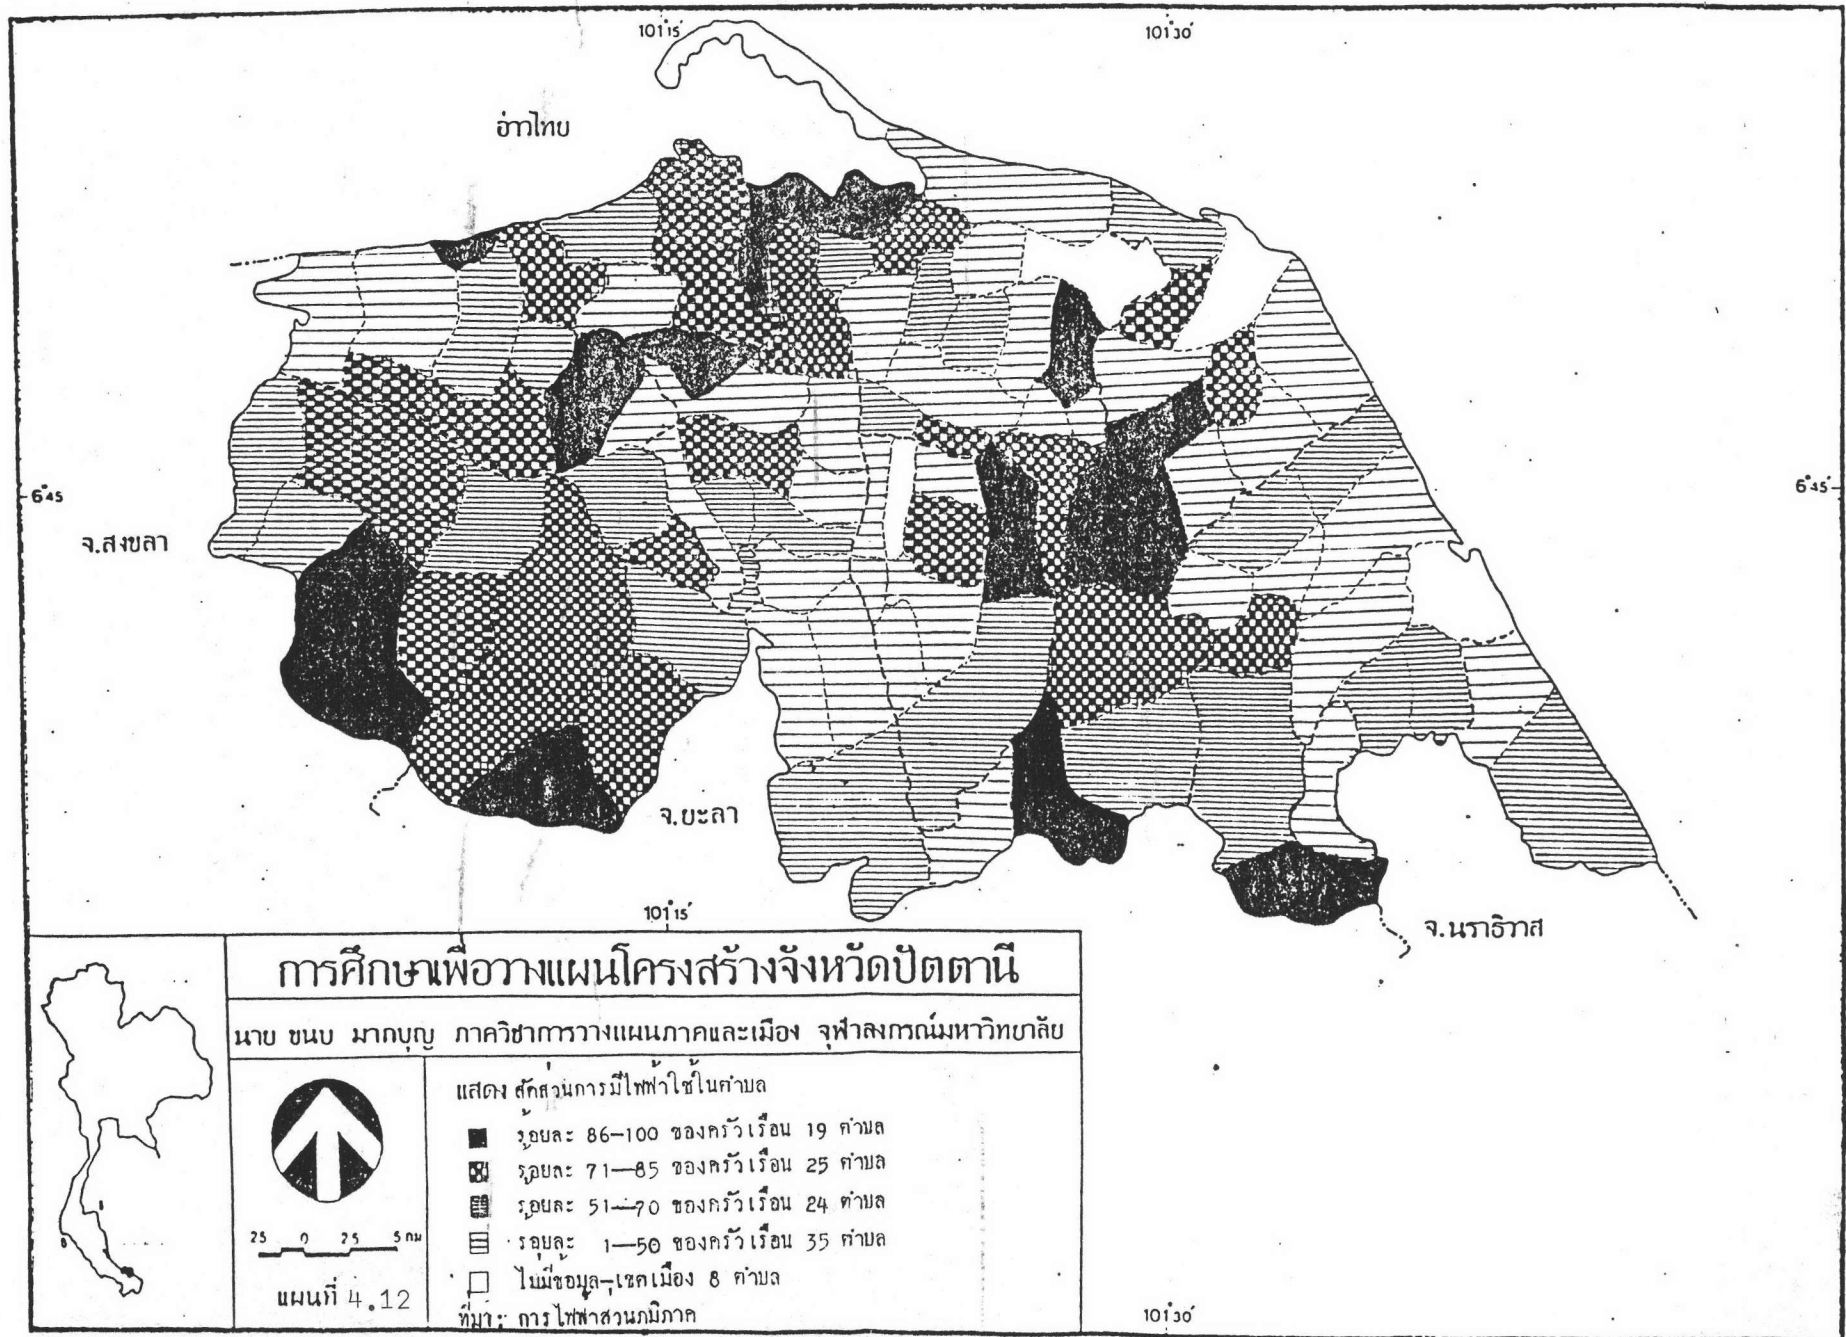 101°15′
101°30′
อ่าวไทย
6°45′
6°45′
จ.สงขลา
จ.ยะลา
101°15′
จ.นราธิวาส
การศึกษาเพื่อวางแผนโครงสร้างจังหวัดปัตตานี
นาย ขนบ มากบุญ ภาควิชาการวางแผนภาคและเมือง จุฬาลงกรณ์มหาวิทยาลัย
แสดง สัดส่วนการมีไฟฟ้าใช้ในตำบล
ร้อยละ 86-100 ของครัวเรือน 19 ตำบล
ร้อยละ 71-85 ของครัวเรือน 25 ตำบล
ร้อยละ 51-70 ของครัวเรือน 24 ตำบล
ร้อยละ 1-50 ของครัวเรือน 35 ตำบล
ไม่มีข้อมูล-เขตเมือง 8 ตำบล
ที่มา: การไฟฟ้าส่วนภูมิภาค
25 0 25 5 กม
แผนที่ 4.12
101°30′